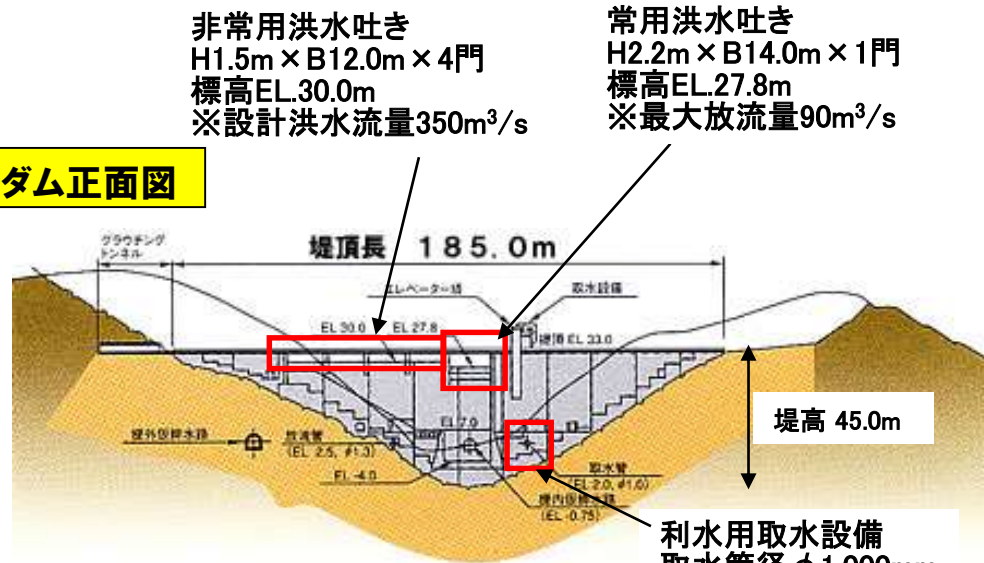 非常用洪水吐き
H1.5m×B12.0m×4門
標高EL.30.0m
※設計洪水流量350m³/s
常用洪水吐き
H2.2m×B14.0m×1門
標高EL.27.8m
※最大放流量90m³/s
ダム正面図
グラウチング
トンネル
堤頂長 185.0m
エレベーター塔
取水設備
EL 30.0
EL 27.8
堤頂 EL 33.0
堤高 45.0m
EL 7.0
堤外仮排水路
放流管
(EL 2.5, φ1.3)
EL -4.0
取水管
(EL 2.0, φ1.0)
堤内仮排水路
(EL -0.75)
利水用取水設備
取水管径φ1,000mm